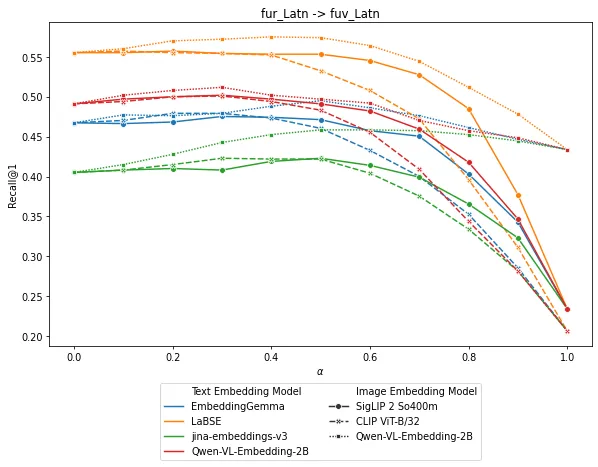 fur_Latn -> fuv_Latn
Recall@1
0.55
0.50
0.45
0.40
0.35
0.30
0.25
0.20
0.0 0.2 0.4 0.6 0.8 1.0
α
Text Embedding Model Image Embedding Model
EmbeddingGemma SigLIP 2 So400m
LaBSE CLIP ViT-B/32
jina-embeddings-v3 Qwen-VL-Embedding-2B
Qwen-VL-Embedding-2B